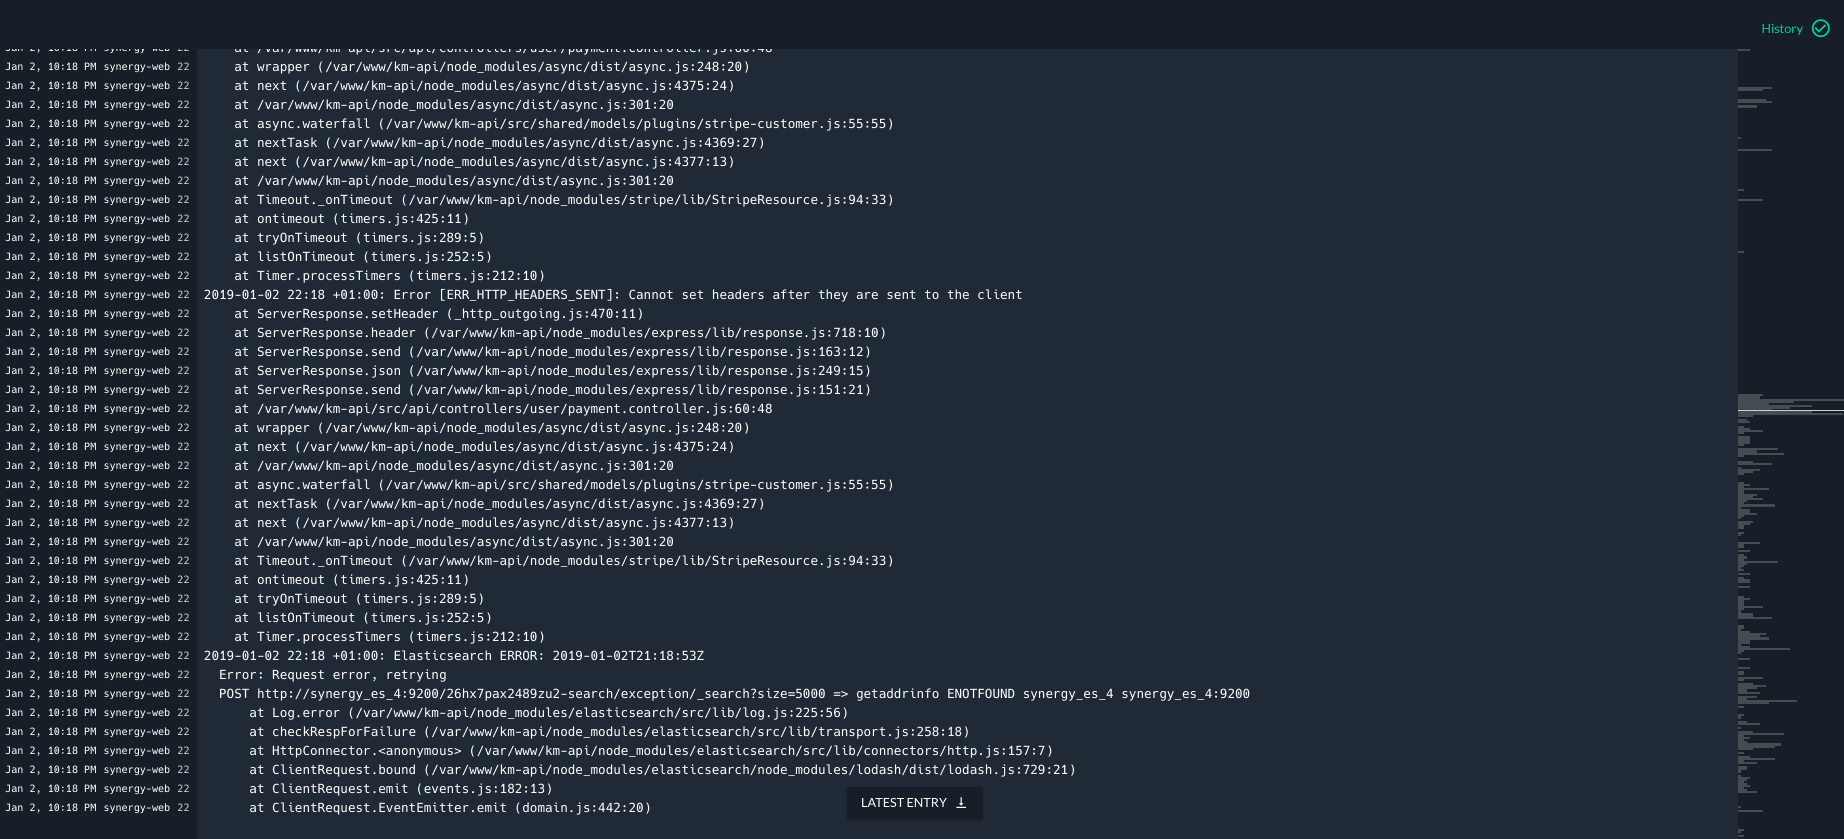 History
Jan 2, 10:18 PM synergy-web 22 at /var/www/km-api/src/api/controllers/user/payment.controller.js:60:48
Jan 2, 10:18 PM synergy-web 22 at wrapper (/var/www/km-api/node_modules/async/dist/async.js:248:20)
Jan 2, 10:18 PM synergy-web 22 at next (/var/www/km-api/node_modules/async/dist/async.js:4375:24)
Jan 2, 10:18 PM synergy-web 22 at /var/www/km-api/node_modules/async/dist/async.js:301:20
Jan 2, 10:18 PM synergy-web 22 at async.waterfall (/var/www/km-api/src/shared/models/plugins/stripe-customer.js:55:55)
Jan 2, 10:18 PM synergy-web 22 at nextTask (/var/www/km-api/node_modules/async/dist/async.js:4369:27)
Jan 2, 10:18 PM synergy-web 22 at next (/var/www/km-api/node_modules/async/dist/async.js:4377:13)
Jan 2, 10:18 PM synergy-web 22 at /var/www/km-api/node_modules/async/dist/async.js:301:20
Jan 2, 10:18 PM synergy-web 22 at Timeout._onTimeout (/var/www/km-api/node_modules/stripe/lib/StripeResource.js:94:33)
Jan 2, 10:18 PM synergy-web 22 at ontimeout (timers.js:425:11)
Jan 2, 10:18 PM synergy-web 22 at tryOnTimeout (timers.js:289:5)
Jan 2, 10:18 PM synergy-web 22 at listOnTimeout (timers.js:252:5)
Jan 2, 10:18 PM synergy-web 22 at Timer.processTimers (timers.js:212:10)
Jan 2, 10:18 PM synergy-web 22 2019-01-02 22:18 +01:00: Error [ERR_HTTP_HEADERS_SENT]: Cannot set headers after they are sent to the client
Jan 2, 10:18 PM synergy-web 22 at ServerResponse.setHeader (_http_outgoing.js:470:11)
Jan 2, 10:18 PM synergy-web 22 at ServerResponse.header (/var/www/km-api/node_modules/express/lib/response.js:718:10)
Jan 2, 10:18 PM synergy-web 22 at ServerResponse.send (/var/www/km-api/node_modules/express/lib/response.js:163:12)
Jan 2, 10:18 PM synergy-web 22 at ServerResponse.json (/var/www/km-api/node_modules/express/lib/response.js:249:15)
Jan 2, 10:18 PM synergy-web 22 at ServerResponse.send (/var/www/km-api/node_modules/express/lib/response.js:151:21)
Jan 2, 10:18 PM synergy-web 22 at /var/www/km-api/src/api/controllers/user/payment.controller.js:60:48
Jan 2, 10:18 PM synergy-web 22 at wrapper (/var/www/km-api/node_modules/async/dist/async.js:248:20)
Jan 2, 10:18 PM synergy-web 22 at next (/var/www/km-api/node_modules/async/dist/async.js:4375:24)
Jan 2, 10:18 PM synergy-web 22 at /var/www/km-api/node_modules/async/dist/async.js:301:20
Jan 2, 10:18 PM synergy-web 22 at async.waterfall (/var/www/km-api/src/shared/models/plugins/stripe-customer.js:55:55)
Jan 2, 10:18 PM synergy-web 22 at nextTask (/var/www/km-api/node_modules/async/dist/async.js:4369:27)
Jan 2, 10:18 PM synergy-web 22 at next (/var/www/km-api/node_modules/async/dist/async.js:4377:13)
Jan 2, 10:18 PM synergy-web 22 at /var/www/km-api/node_modules/async/dist/async.js:301:20
Jan 2, 10:18 PM synergy-web 22 at Timeout._onTimeout (/var/www/km-api/node_modules/stripe/lib/StripeResource.js:94:33)
Jan 2, 10:18 PM synergy-web 22 at ontimeout (timers.js:425:11)
Jan 2, 10:18 PM synergy-web 22 at tryOnTimeout (timers.js:289:5)
Jan 2, 10:18 PM synergy-web 22 at listOnTimeout (timers.js:252:5)
Jan 2, 10:18 PM synergy-web 22 at Timer.processTimers (timers.js:212:10)
Jan 2, 10:18 PM synergy-web 22 2019-01-02 22:18 +01:00: Elasticsearch ERROR: 2019-01-02T21:18:53Z
Jan 2, 10:18 PM synergy-web 22 Error: Request error, retrying
Jan 2, 10:18 PM synergy-web 22 POST http://synergy_es_4:9200/26hx7pax2489zu2-search/exception/_search?size=5000 => getaddrinfo ENOTFOUND synergy_es_4 synergy_es_4:9200
Jan 2, 10:18 PM synergy-web 22 at Log.error (/var/www/km-api/node_modules/elasticsearch/src/lib/log.js:225:56)
Jan 2, 10:18 PM synergy-web 22 at checkRespForFailure (/var/www/km-api/node_modules/elasticsearch/src/lib/transport.js:258:18)
Jan 2, 10:18 PM synergy-web 22 at HttpConnector.<anonymous> (/var/www/km-api/node_modules/elasticsearch/src/lib/connectors/http.js:157:7)
Jan 2, 10:18 PM synergy-web 22 at ClientRequest.bound (/var/www/km-api/node_modules/elasticsearch/node_modules/lodash/dist/lodash.js:729:21)
Jan 2, 10:18 PM synergy-web 22 at ClientRequest.emit (events.js:182:13)
Jan 2, 10:18 PM synergy-web 22 at ClientRequest.EventEmitter.emit (domain.js:442:20)
LATEST ENTRY